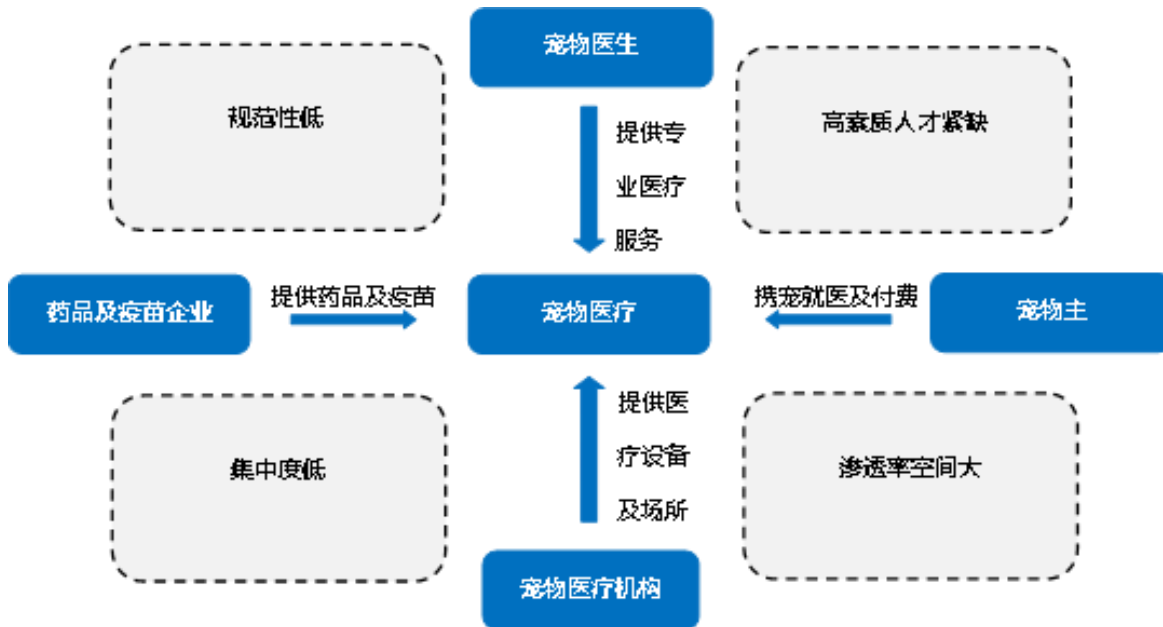 宠物医生
规范性低
高素质人才紧缺
提供专
业医疗
服务
药品及疫苗企业
提供药品及疫苗
宠物医疗
携宠就医及付费
宠物主
集中度低
提供医
疗设备
及场所
渗透率空间大
宠物医疗机构